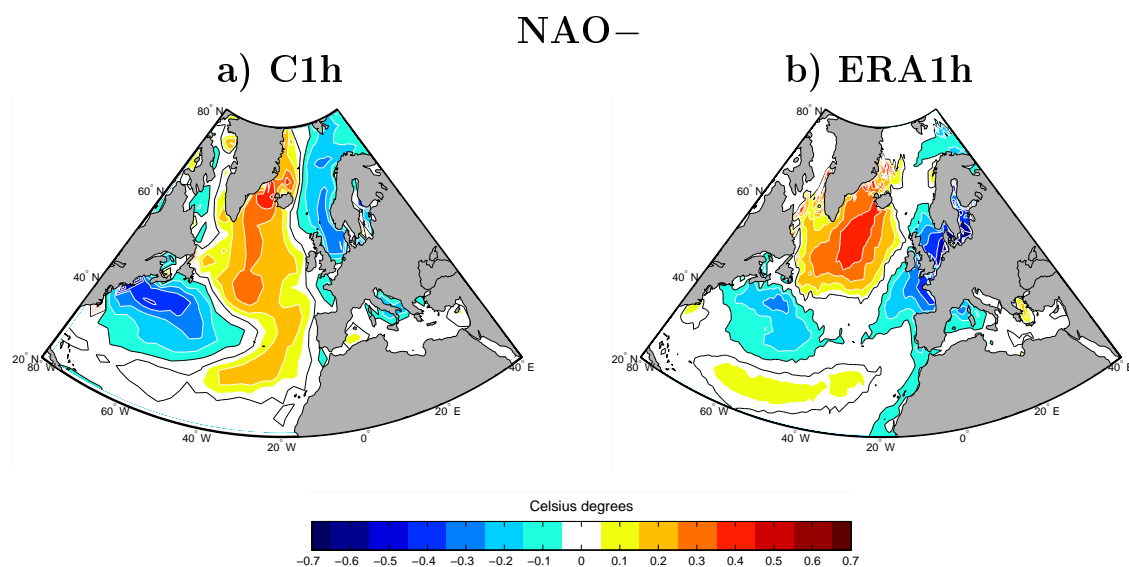 NAO−
a) C1h
b) ERA1h
80° N
60° N
40° N
20° N
80° W
60° W
40° W
20° W
0°
20° E
40° E
80° N
60° N
40° N
20° N
80° W
60° W
40° W
20° W
0°
20° E
40° E
Celsius degrees
−0.7 −0.6 −0.5 −0.4 −0.3 −0.2 −0.1 0 0.1 0.2 0.3 0.4 0.5 0.6 0.7